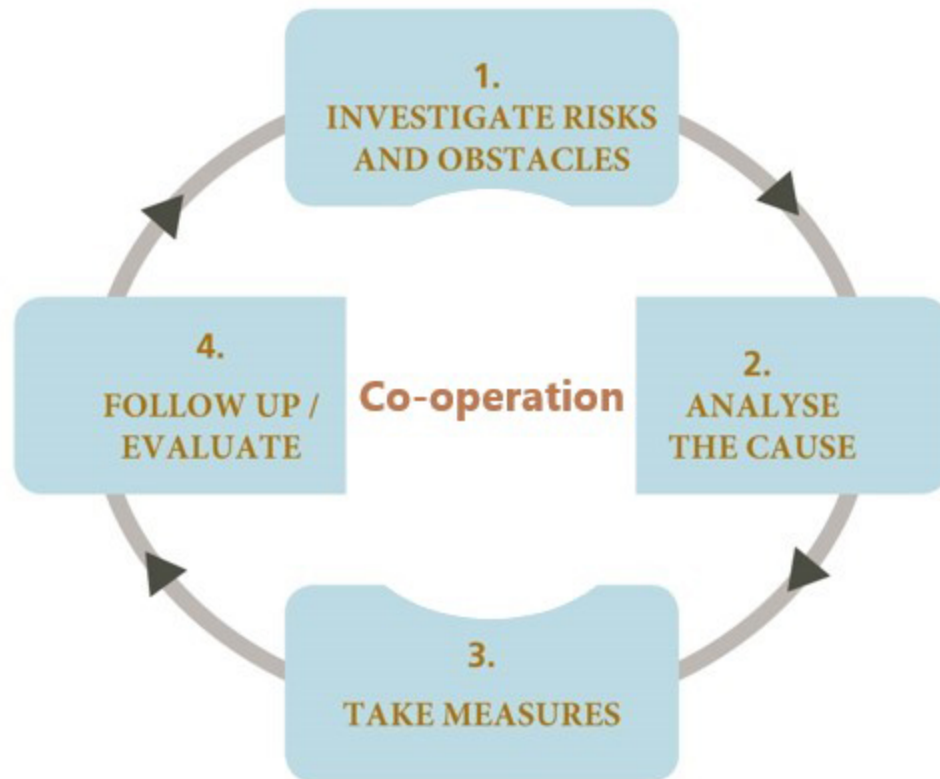 1.
INVESTIGATE RISKS
AND OBSTACLES
2.
ANALYSE
THE CAUSE
3.
TAKE MEASURES
4.
FOLLOW UP /
EVALUATE
Co-operation